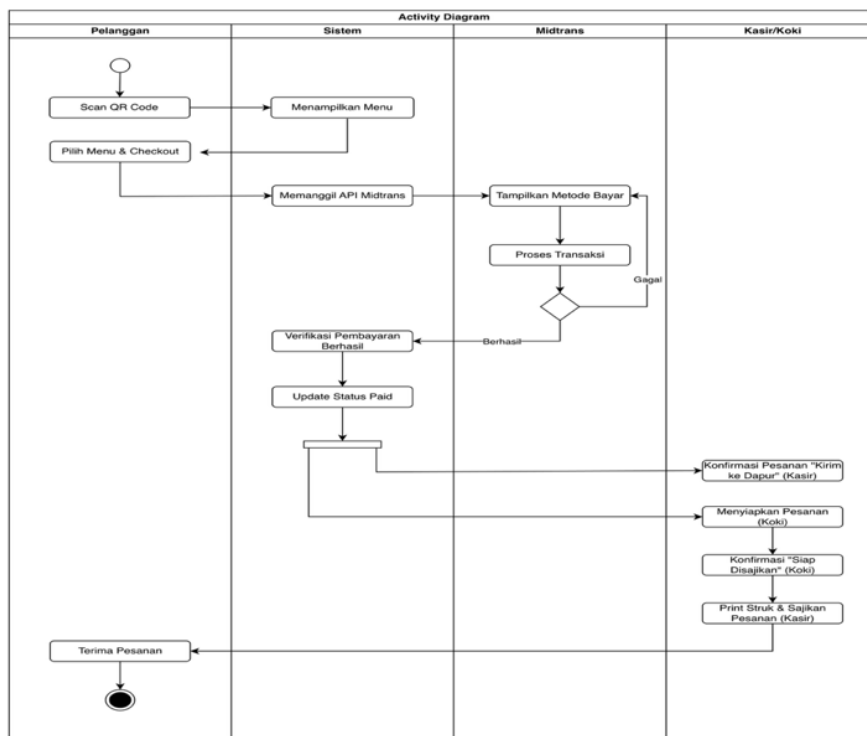 Activity Diagram
Pelanggan
Sistem
Midtrans
Kasir/Koki
Scan QR Code
Menampilkan Menu
Pilih Menu & Checkout
Memanggil API Midtrans
Tampilkan Metode Bayar
Proses Transaksi
Gagal
Verifikasi Pembayaran
Berhasil
Berhasil
Update Status Paid
Konfirmasi Pesanan "Kirim
ke Dapur" (Kasir)
Menyiapkan Pesanan
(Koki)
Konfirmasi "Siap
Disajikan" (Koki)
Print Struk & Sajikan
Pesanan (Kasir)
Terima Pesanan